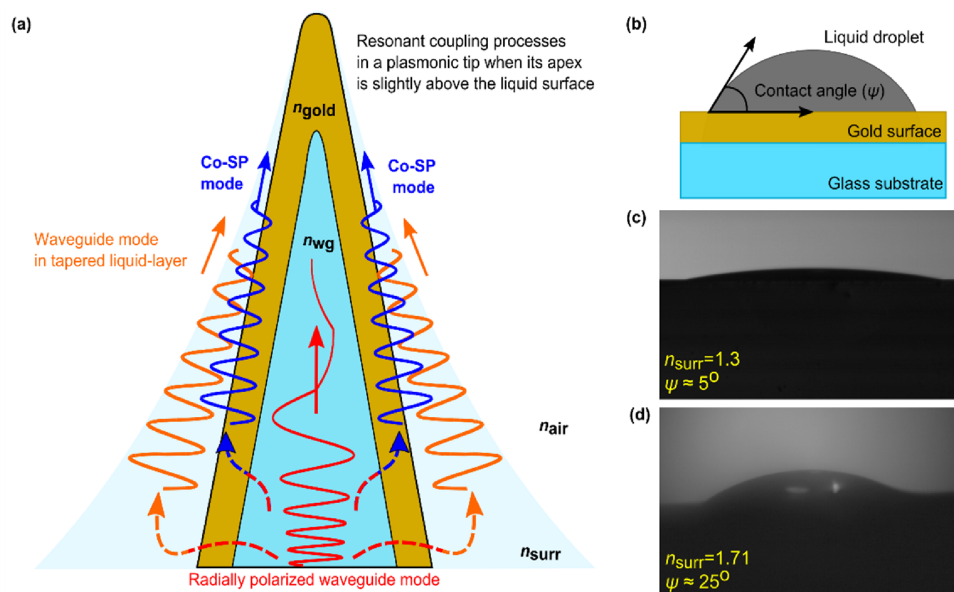 (a)
Resonant coupling processes
in a plasmonic tip when its apex
is slightly above the liquid surface
ngold
Co-SP
mode
Co-SP
mode
Waveguide mode
in tapered liquid-layer
nwg
nair
nsurr
Radially polarized waveguide mode
(b)
Liquid droplet
Contact angle (ψ)
Gold surface
Glass substrate
(c)
nsurr=1.3
ψ ≈ 5°
(d)
nsurr=1.71
ψ ≈ 25°